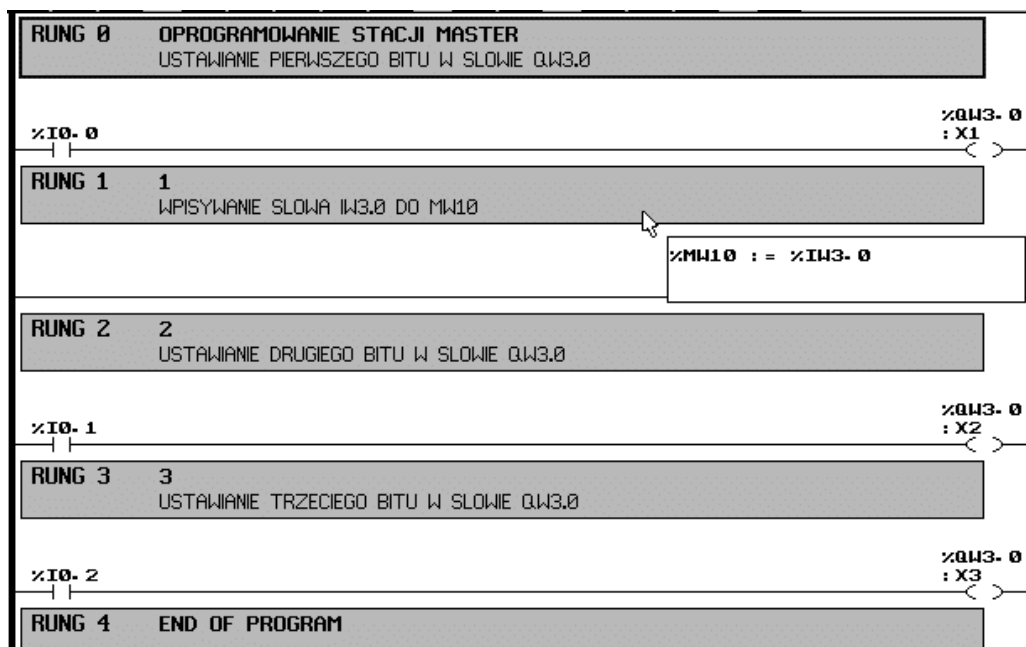 RUNG 0 OPROGRAMOWANIE STACJI MASTER
USTAWIANIE PIERWSZEGO BITU W SLOWIE QW3.0
%QW3.0
%I0.0 :X1
RUNG 1 1
WPISYWANIE SLOWA IW3.0 DO MW10
%MW10 := %IW3.0
RUNG 2 2
USTAWIANIE DRUGIEGO BITU W SLOWIE QW3.0
%QW3.0
%I0.1 :X2
RUNG 3 3
USTAWIANIE TRZECIEGO BITU W SLOWIE QW3.0
%QW3.0
%I0.2 :X3
RUNG 4 END OF PROGRAM